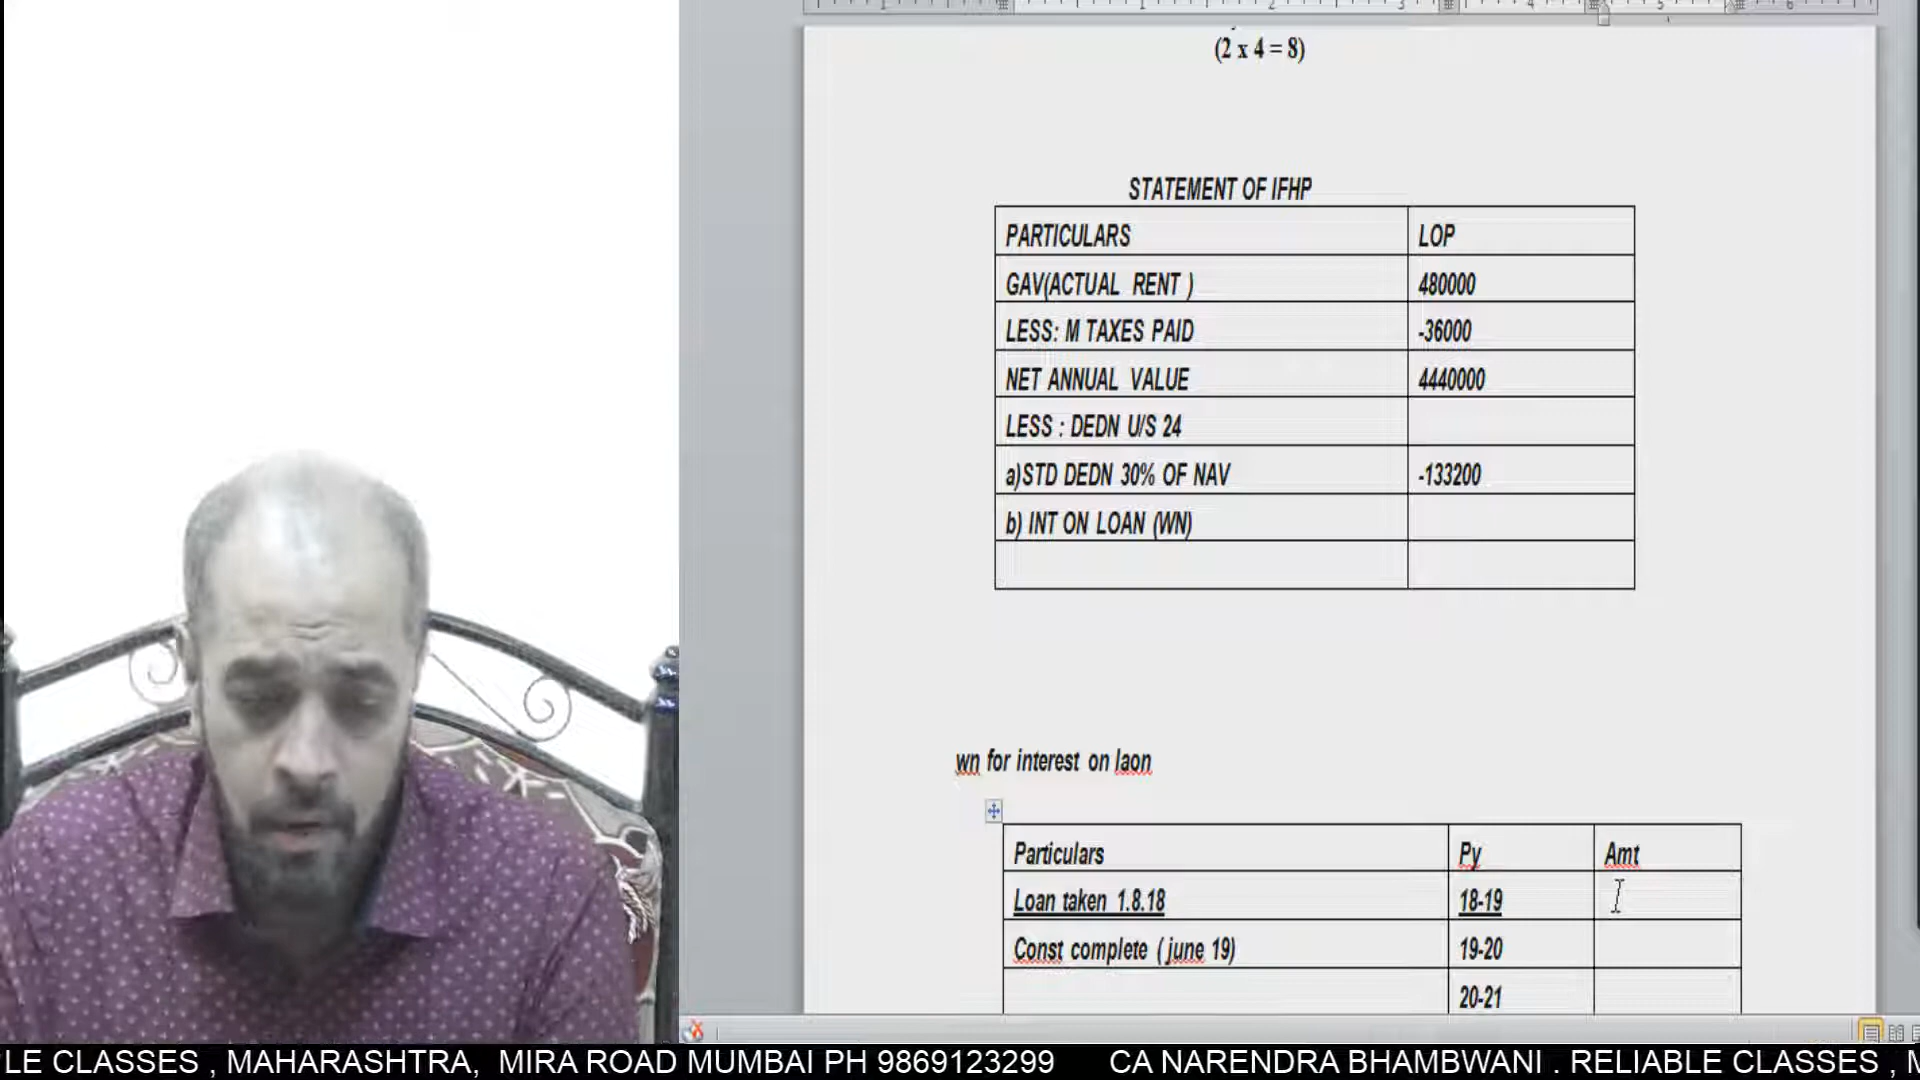 (2 x 4 = 8)
STATEMENT OF IFHP
PARTICULARS LOP
GAV(ACTUAL RENT ) 480000
LESS: M TAXES PAID -36000
NET ANNUAL VALUE 4440000
LESS : DEDN U/S 24
a)STD DEDN 30% OF NAV -133200
b) INT ON LOAN (WN)
wn for interest on laon
Particulars Py Amt
Loan taken 1.8.18 18-19
Const complete ( june 19) 19-20
20-21
LE CLASSES , MAHARASHTRA, MIRA ROAD MUMBAI PH 9869123299 CA NARENDRA BHAMBWANI . RELIABLE CLASSES , M